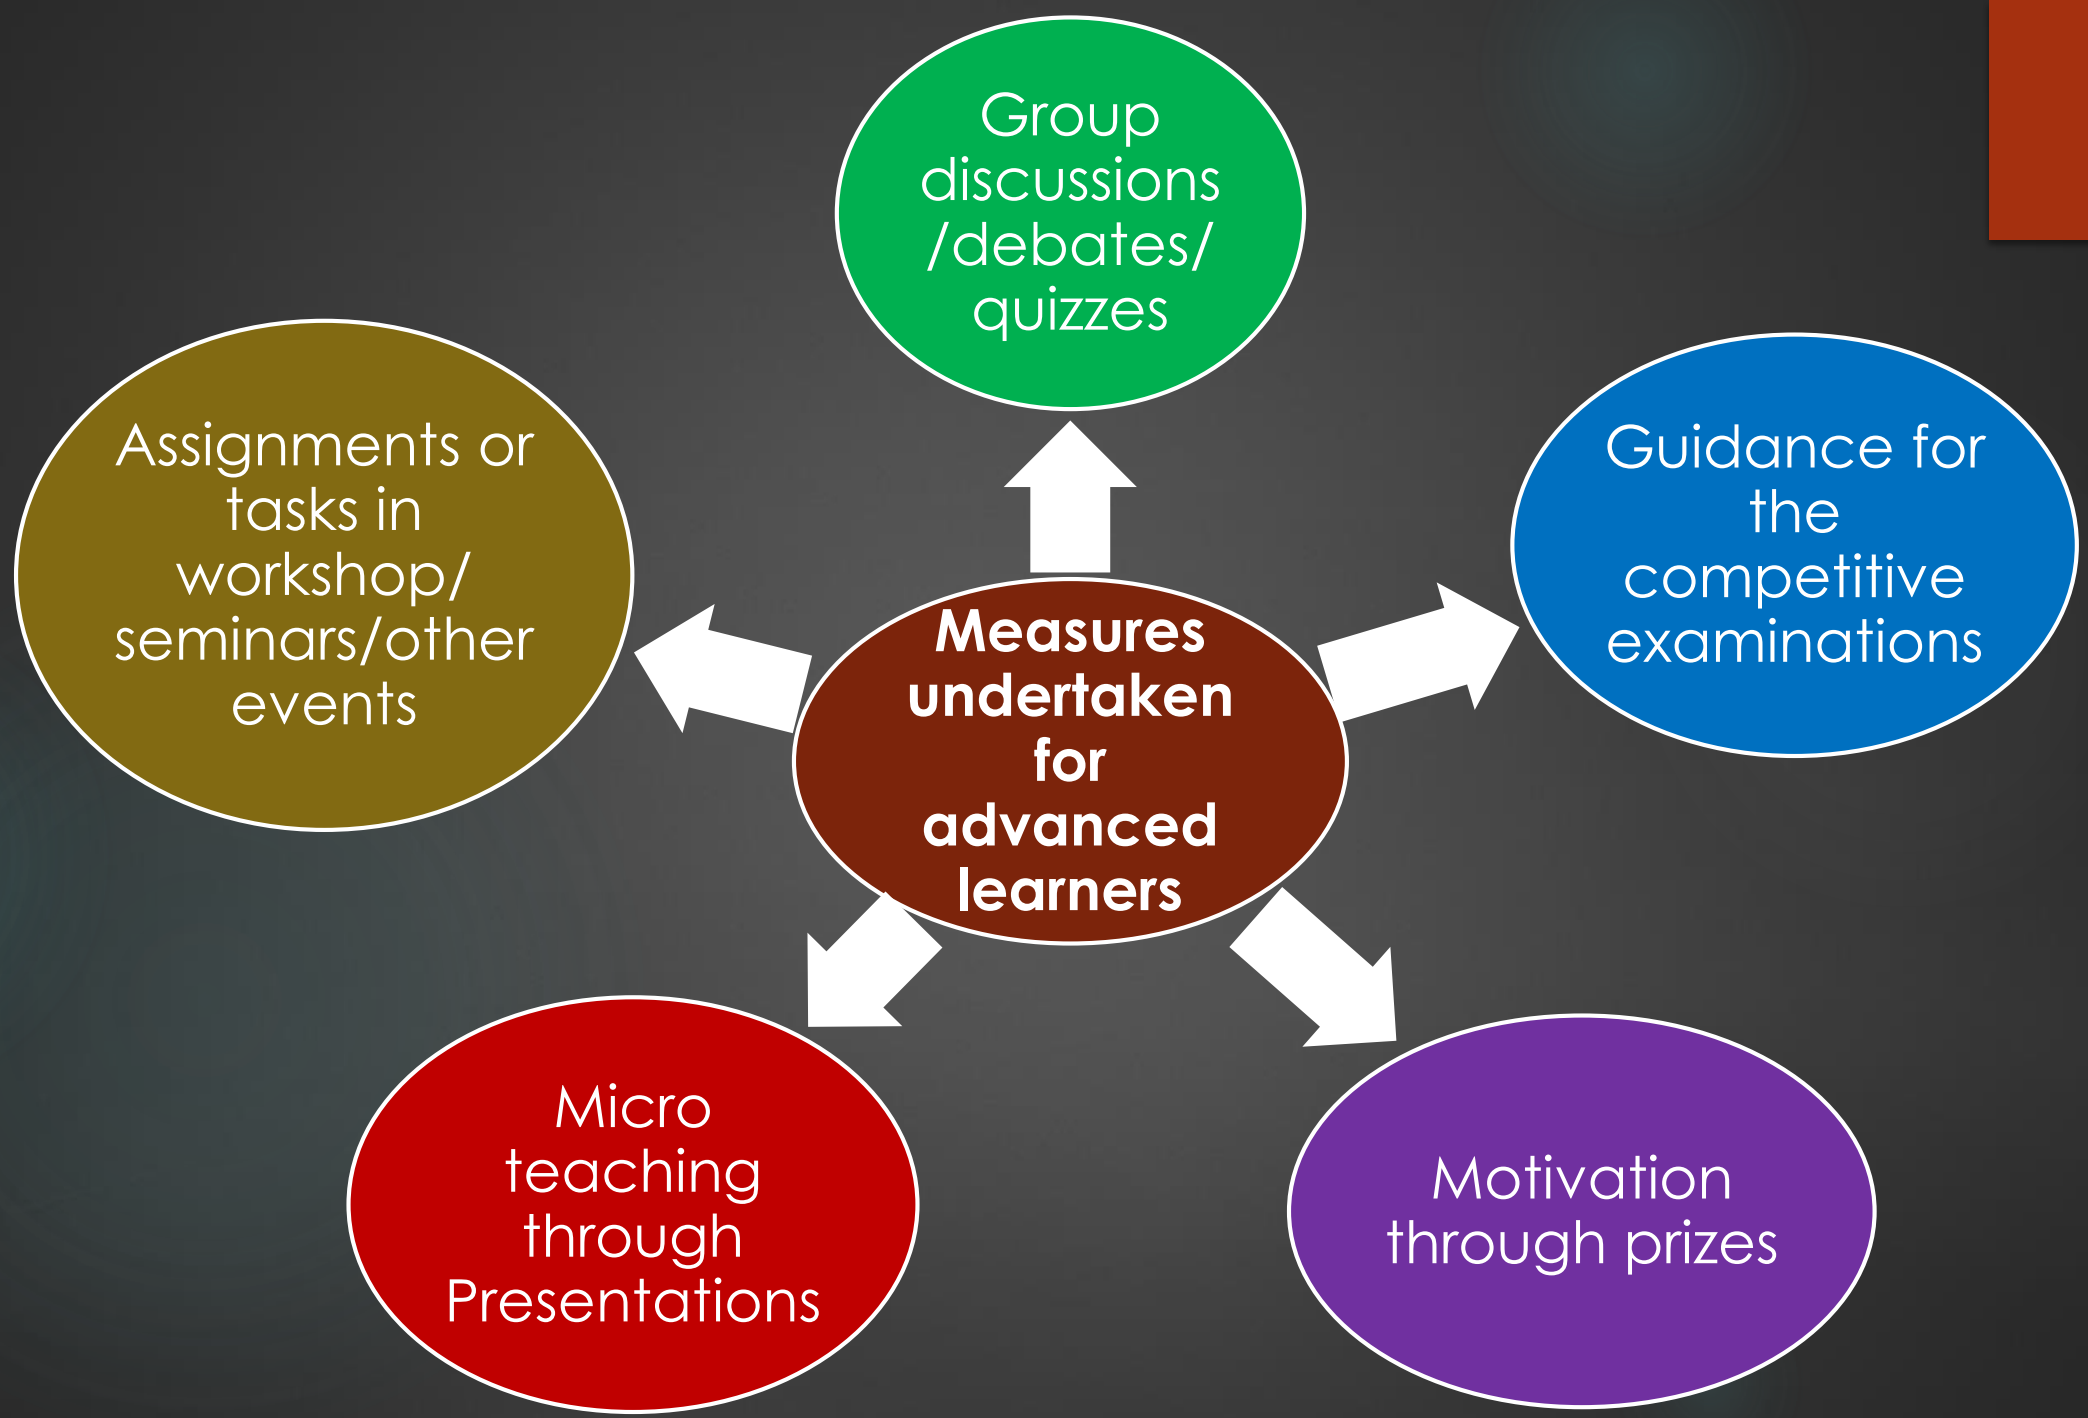 Group
discussions
/debates/
quizzes
Guidance for
the
competitive
examinations
Motivation
through prizes
Micro
teaching
through
Presentations
Assignments or
tasks in
workshop/
seminars/other
events
Measures
undertaken
for
advanced
learners